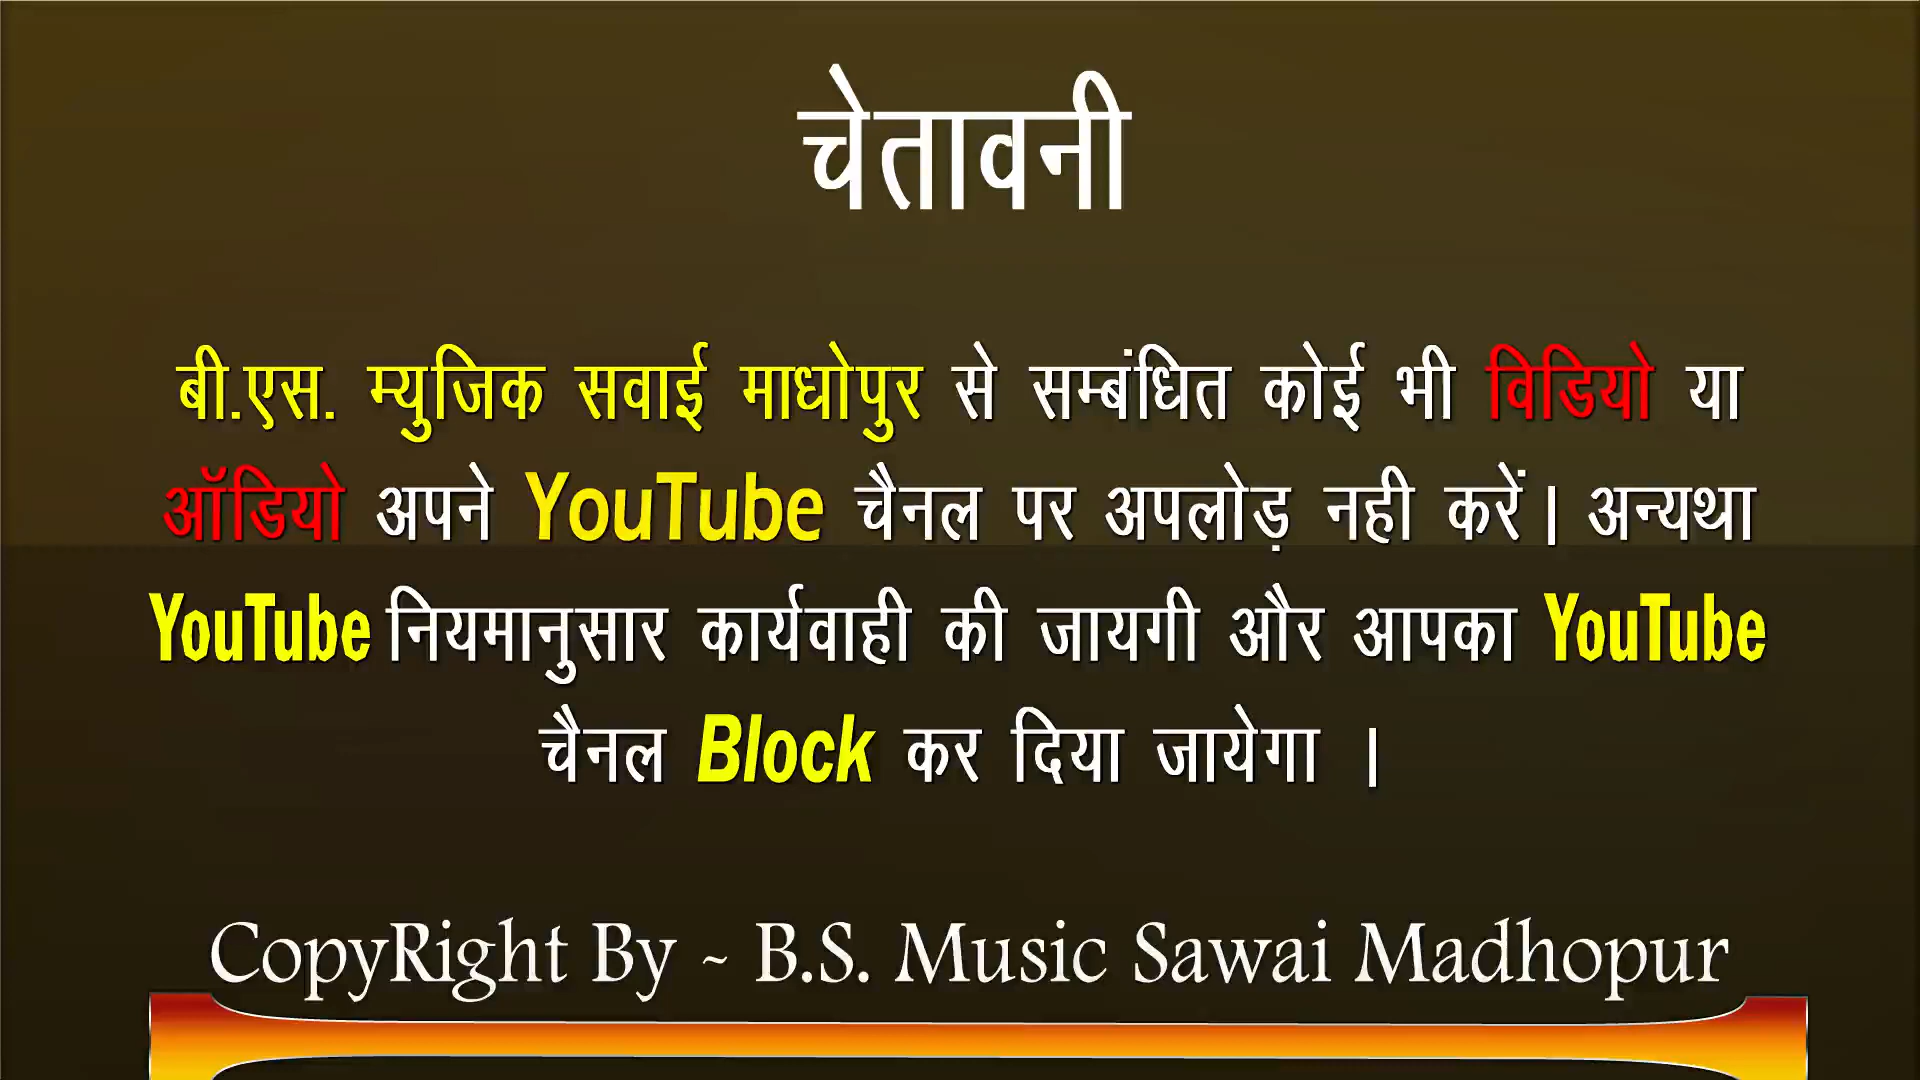 चेतावनी
बी.एस. म्युजिक सवाई माधोपुर से सम्बंधित कोई भी विडियो या
ऑडियो अपने YouTube चैनल पर अपलोड़ नही करें। अन्यथा
YouTube नियमानुसार कार्यवाही की जायगी और आपका YouTube
चैनल Block कर दिया जायेगा ।
CopyRight By - B.S. Music Sawai Madhopur